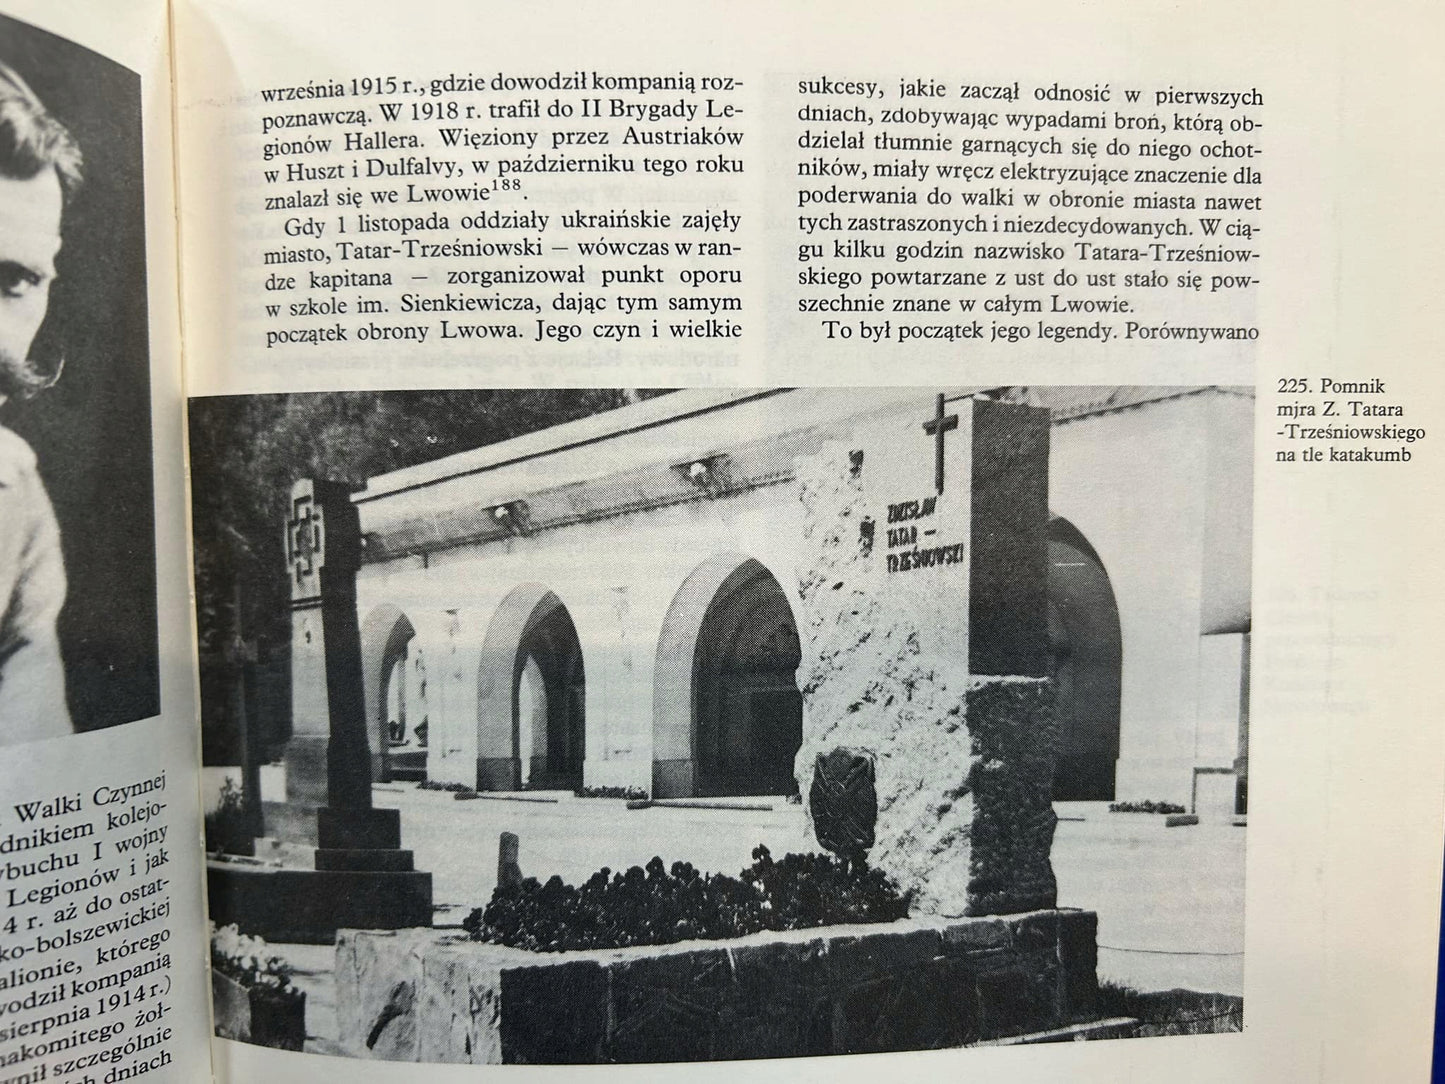 Walki Czynnej
dnikiem kolejo-
ybuchu I wojny
Legionów i jak
4 r. aż do ostat-
ko-bolszewickiej
alionie, którego
wodził kompanią
sierpnia 1914 r.)
nakomitego żoł-
ynił szczególnie
dniach
września 1915 r., gdzie dowodził kompanią roz-
poznawczą. W 1918 r. trafił do II Brygady Le-
gionów Hallera. Więziony przez Austriaków
w Huszt i Dulfalvy, w październiku tego roku
znalazł się we Lwowie188.
Gdy 1 listopada oddziały ukraińskie zajęły
miasto, Tatar-Trześniowski — wówczas w ran-
dze kapitana — zorganizował punkt oporu
w szkole im. Sienkiewicza, dając tym samym
początek obrony Lwowa. Jego czyn i wielkie
sukcesy, jakie zaczął odnosić w pierwszych
dniach, zdobywając wypadami broń, którą ob-
dzielał tłumnie garnących się do niego ochot-
ników, miały wręcz elektryzujące znaczenie dla
poderwania do walki w obronie miasta nawet
tych zastraszonych i niezdecydowanych. W cią-
gu kilku godzin nazwisko Tatara-Trześniow-
skiego powtarzane z ust do ust stało się pow-
szechnie znane w całym Lwowie.
To był początek jego legendy. Porównywano
225. Pomnik
mjra Z. Tatara
-Trześniowskiego
na tle katakumb
ZDZISŁAW
TATAR —
TRZEŚNIOWSKI